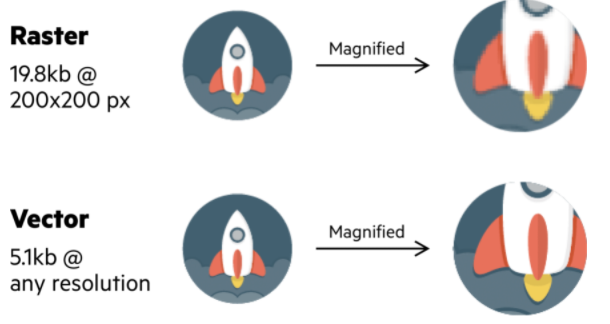 Raster
19.8kb @
200x200 px
Magnified
Vector
5.1kb @
any resolution
Magnified